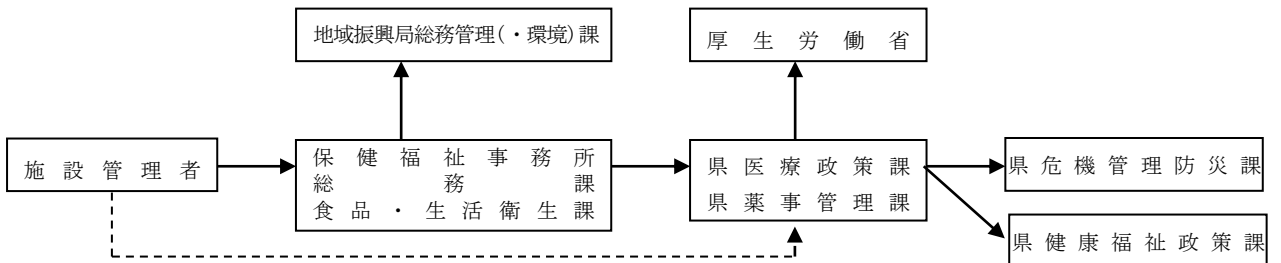 地域振興局総務管理(・環境)課
厚生労働省
施設管理者
保健福祉事務所
総務課
食品・生活衛生課
県医療政策課
県薬事管理課
県危機管理防災課
県健康福祉政策課